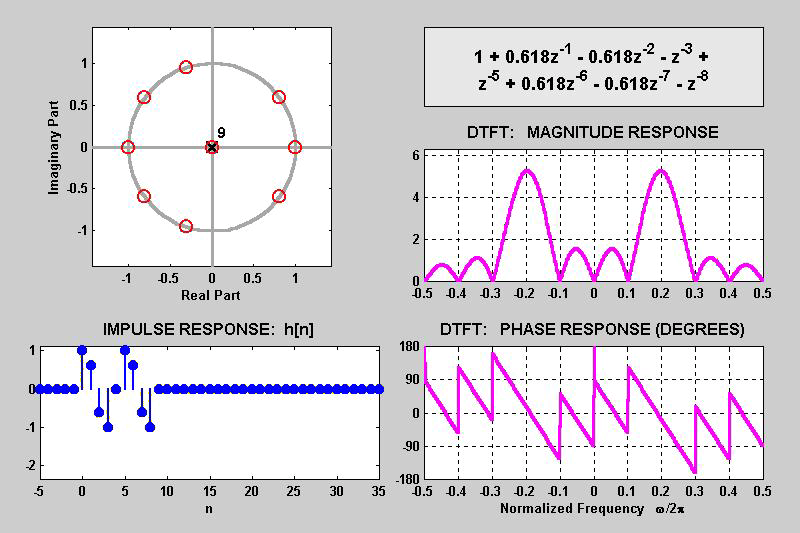 1
0.5
0
-0.5
-1
Imaginary Part
9
-1 -0.5 0 0.5 1
Real Part
1 + 0.618z^-1 - 0.618z^-2 - z^-3 +
z^-5 + 0.618z^-6 - 0.618z^-7 - z^-8
DTFT: MAGNITUDE RESPONSE
6
4
2
0
-0.5 -0.4 -0.3 -0.2 -0.1 0 0.1 0.2 0.3 0.4 0.5
IMPULSE RESPONSE: h[n]
1
0
-1
-2
-5 0 5 10 15 20 25 30 35
n
DTFT: PHASE RESPONSE (DEGREES)
180
90
0
-90
-180
-0.5 -0.4 -0.3 -0.2 -0.1 0 0.1 0.2 0.3 0.4 0.5
Normalized Frequency ω/2π